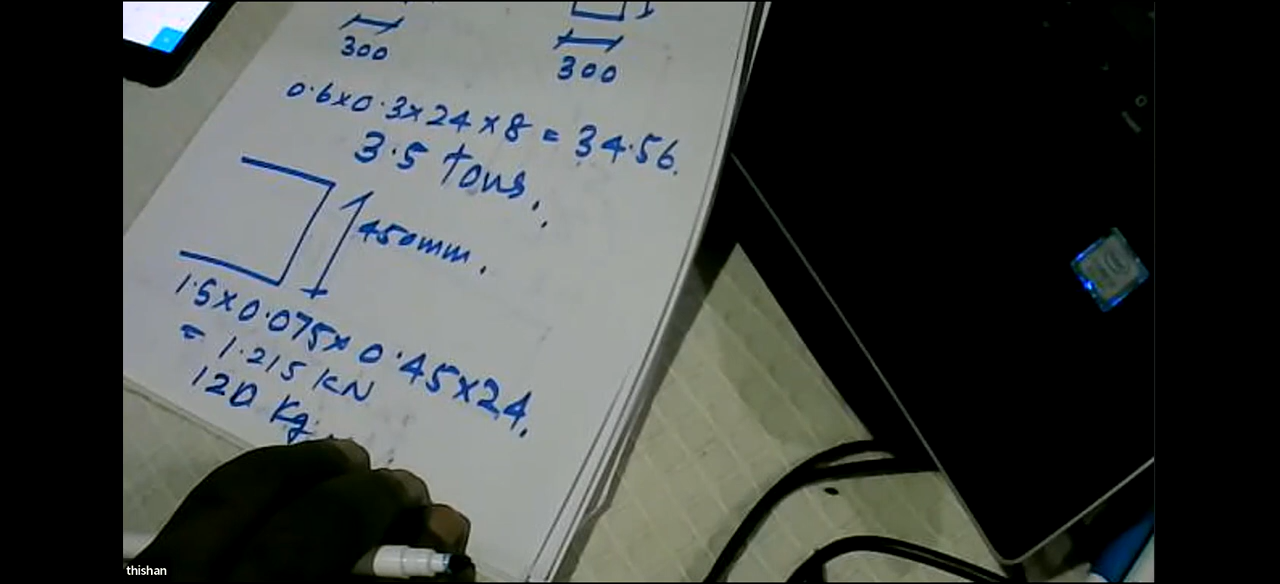 300
300
0.6x0.3x24x8 = 34.56.
3.5 tons.
450mm.
1.5x0.075x0.45x24.
= 1.215 KN
120 Kg.
thishan